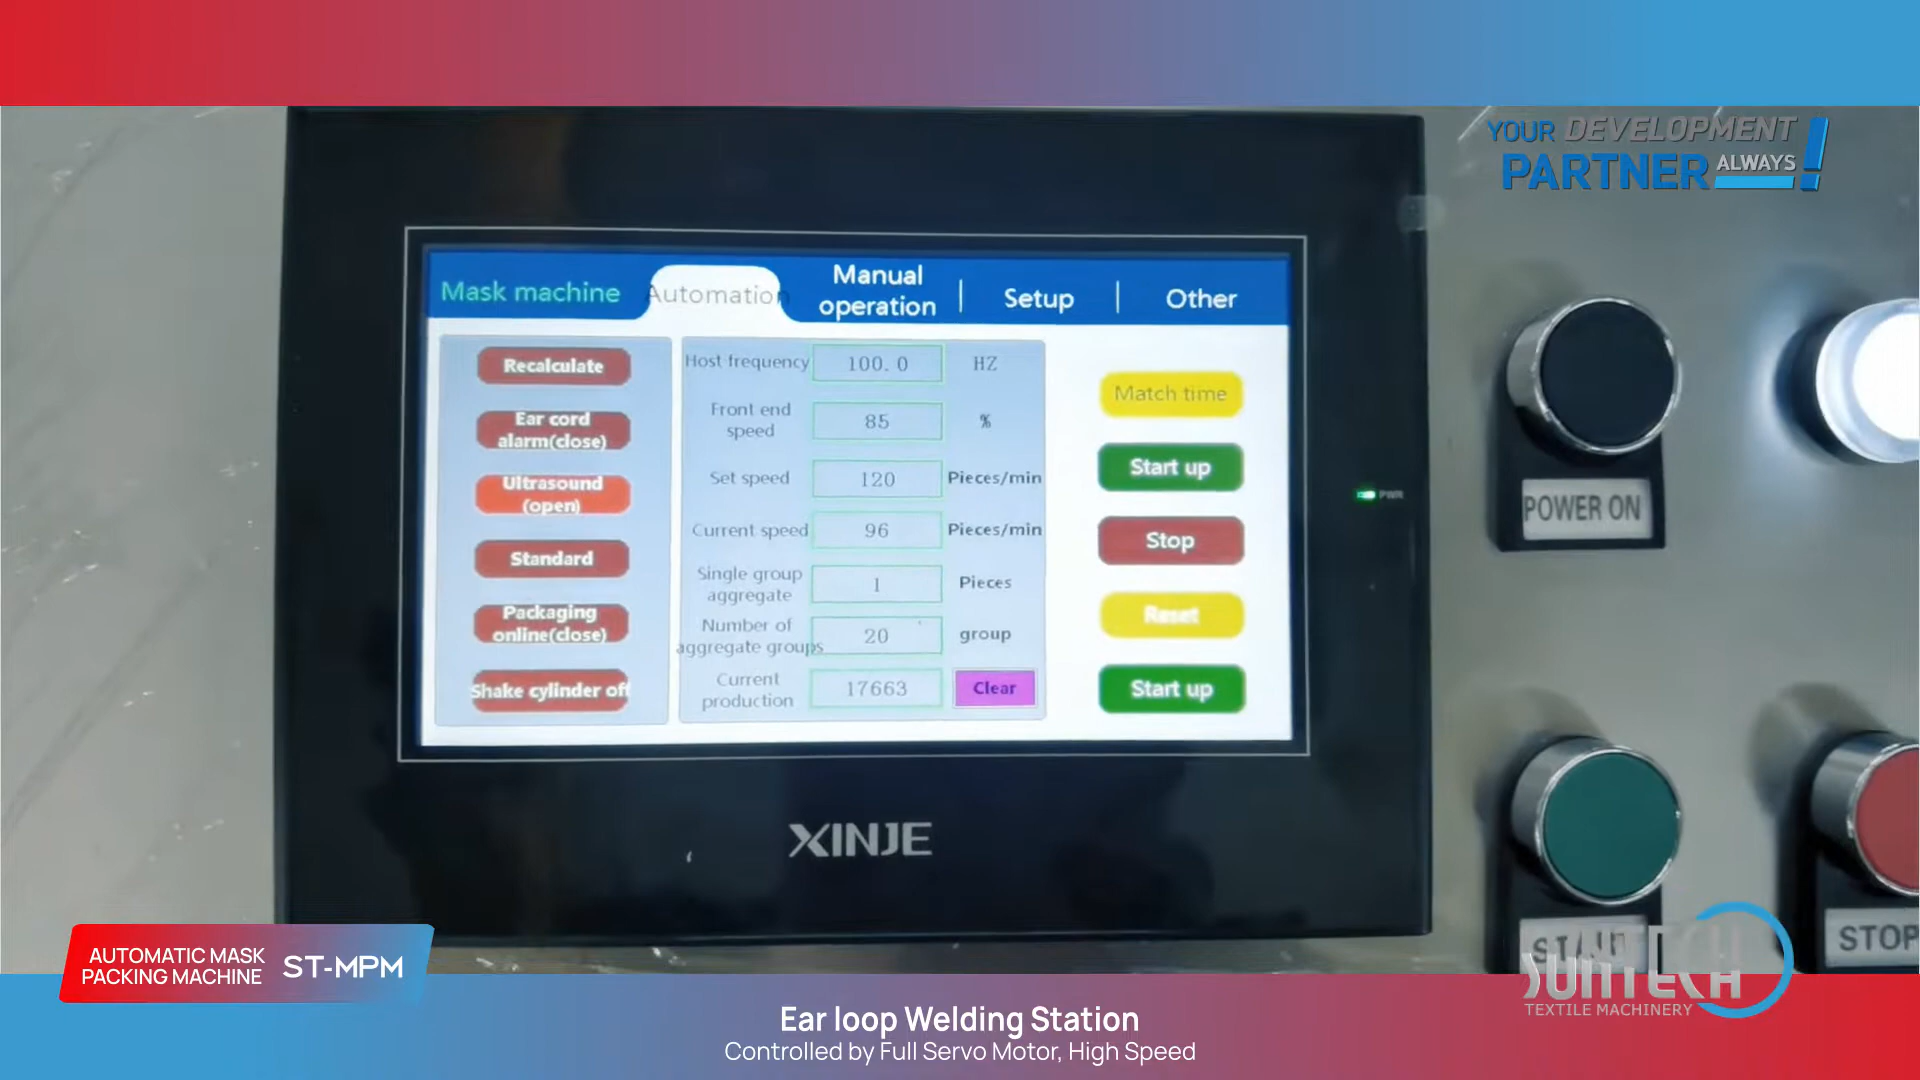 YOUR DEVELOPMENT
PARTNER ALWAYS!
Mask machine
Automation
Manual
operation
Setup
Other
Recalculate
Ear cord
alarm(close)
Ultrasound
(open)
Standard
Packaging
online(close)
Shake cylinder off
Host frequency 100.0 HZ
Front end
speed 85 %
Set speed 120 Pieces/min
Current speed 96 Pieces/min
Single group
aggregate 1 Pieces
Number of
aggregate groups 20 group
Current
production 17663 Clear
Match time
Start up
Stop
Reset
Start up
PWR
POWER ON
XINJE
START
STOP
AUTOMATIC MASK
PACKING MACHINE
ST-MPM
SUNTECH
TEXTILE MACHINERY
Ear loop Welding Station
Controlled by Full Servo Motor, High Speed